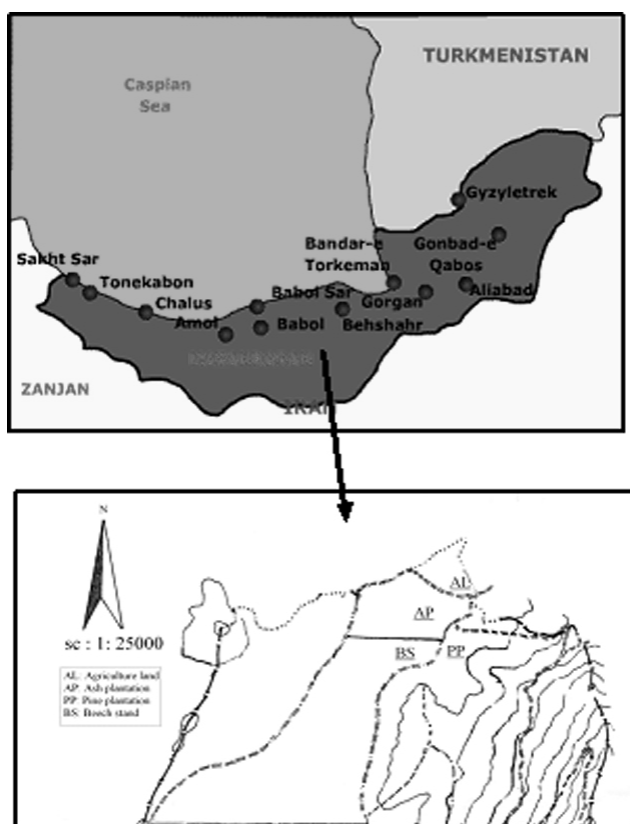 TURKMENISTAN
Caspian
Sea
Gyzyletrek
Bandar-e
Torkeman
Gonbad-e
Qabos
Sakht Sar
Tonekabon
Chalus
Babol Sar
Gorgan
Aliabad
Amol
Babol
Behshahr
ZANJAN
IRAN
N
sc : 1: 25000
AL: Agriculture land
AP: Ash plantation
PP: Pine plantation
BS: Beech stand
AL
AP
BS
PP